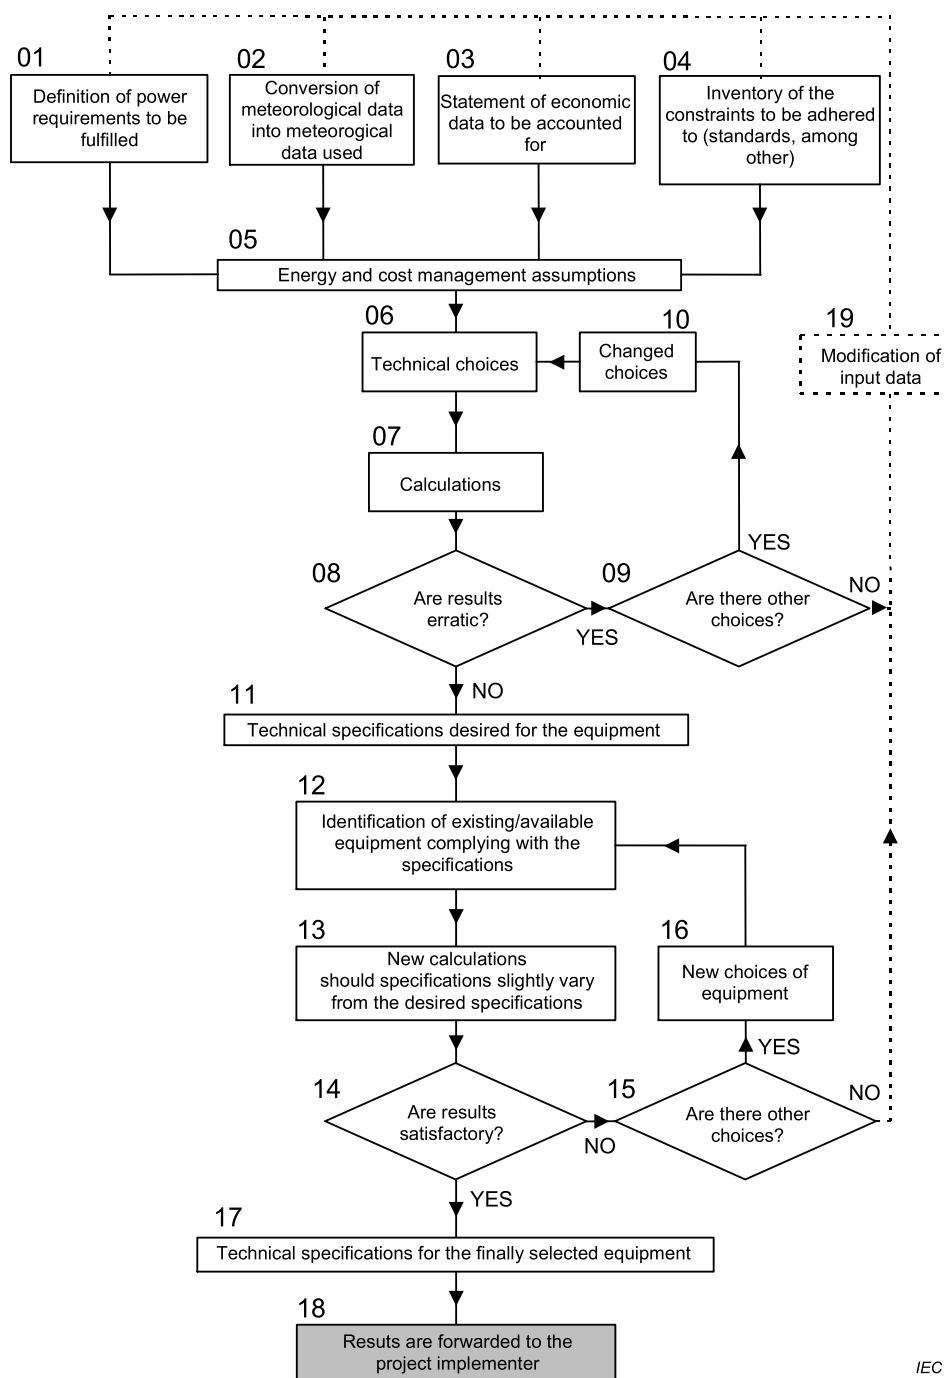 01
Definition of power
requirements to be
fulfilled
02
Conversion of
meteorological data
into meteorogical
data used
03
Statement of economic
data to be accounted
for
04
Inventory of the
constraints to be adhered
to (standards, among
other)
05
Energy and cost management assumptions
06
Technical choices
10
Changed
choices
19
Modification of
input data
07
Calculations
08
Are results
erratic?
YES
09
Are there other
choices?
YES
NO
NO
11
Technical specifications desired for the equipment
12
Identification of existing/available
equipment complying with the
specifications
13
New calculations
should specifications slightly vary
from the desired specifications
16
New choices of
equipment
14
Are results
satisfactory?
NO
15
Are there other
choices?
YES
NO
YES
17
Technical specifications for the finally selected equipment
18
Resuts are forwarded to the
project implementer
IEC